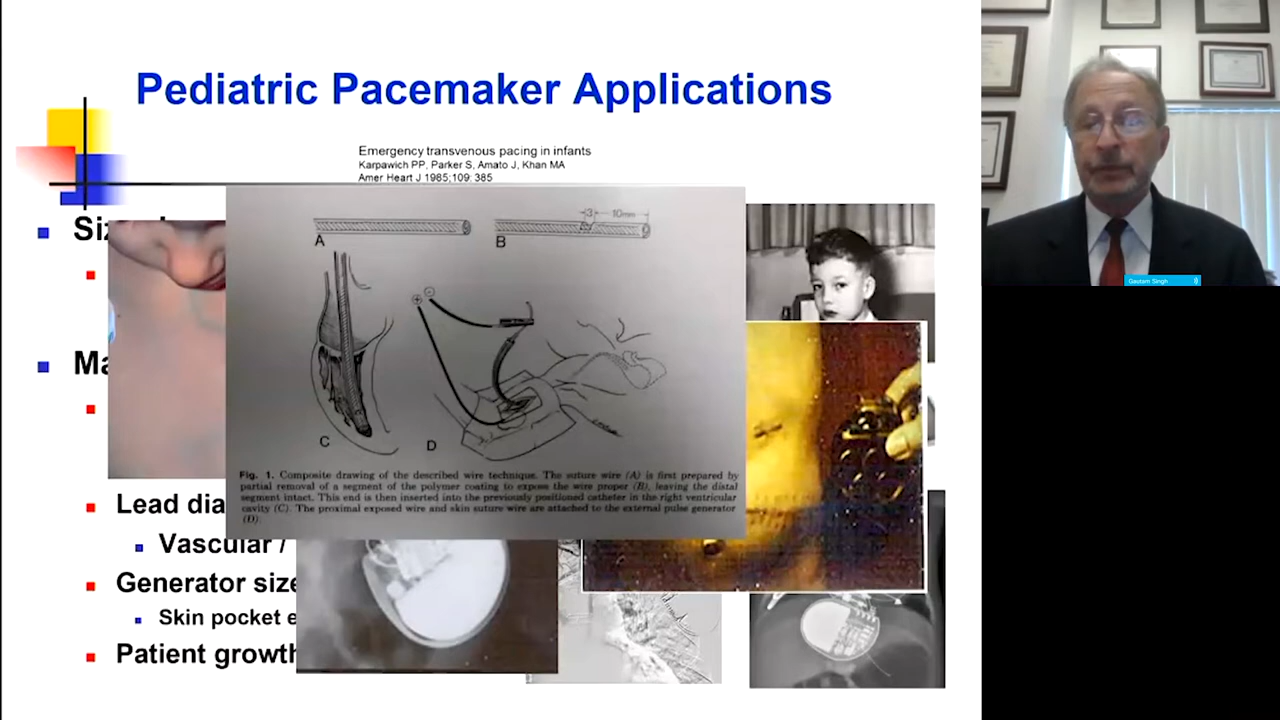 Pediatric Pacemaker Applications
Emergency transvenous pacing in infants
Karpawich PP, Parker S, Amato J, Khan MA
Amer Heart J 1985;109: 385
Gautam Singh
Siz
3 10mm
A B
Ma
C D
Fig. 1. Composite drawing of the described wire technique. The suture wire (A) is first prepared by
partial removal of a segment of the polymer coating to expose the wire proper (B), leaving the distal
segment intact. This end is then inserted into the previously positioned catheter in the right ventricular
cavity (C). The proximal exposed wire and skin suture wire are attached to the external pulse generator
(D).
Lead dia
Vascular /
Generator size
Skin pocket e
Patient growth